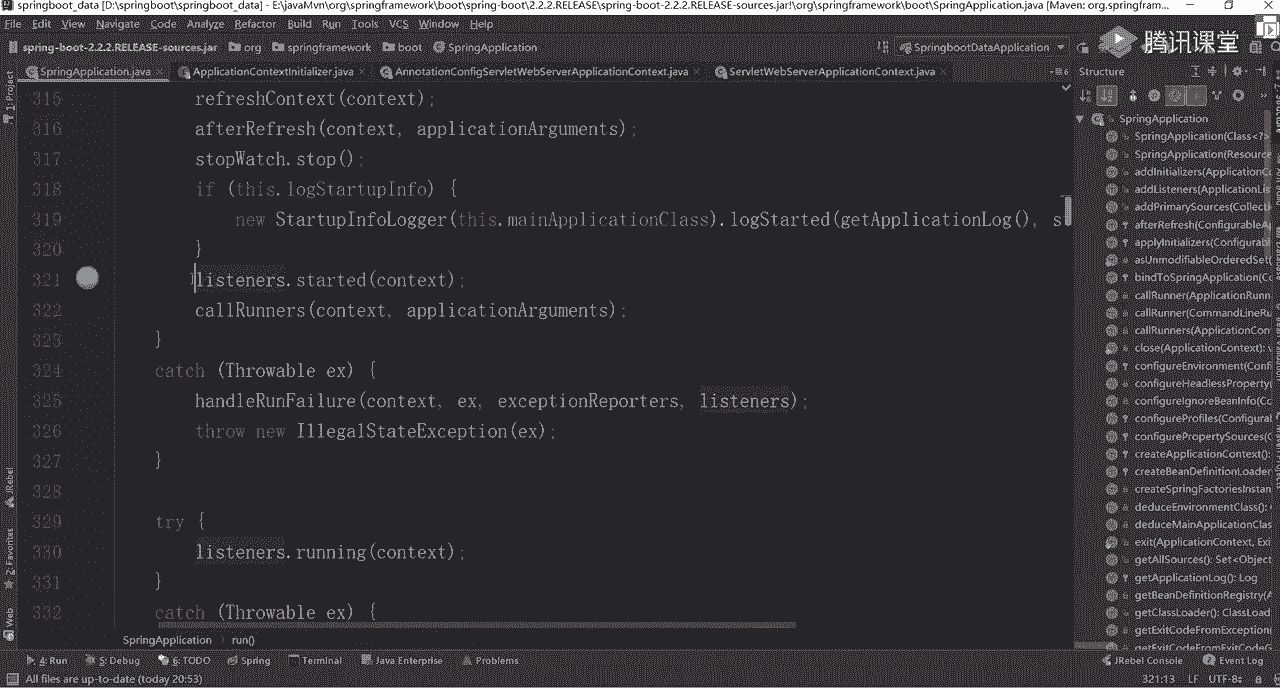 springboot_data [D:\springboot\springboot_data] - E:\javaMvn\org\springframework\boot\spring-boot\2.2.2.RELEASE\spring-boot-2.2.2.RELEASE-sources.jar!\org\springframework\boot\SpringApplication.java [Maven: org.springfram...
File Edit View Navigate Code Analyze Refactor Build Run Tools VCS Window Help
腾讯课堂
spring-boot-2.2.2.RELEASE-sources.jar org springframework boot SpringApplication SpringbootDataApplication
SpringApplication.java ApplicationContextInitializer.java AnnotationConfigServletWebServerApplicationContext.java ServletWebServerApplicationContext.java Structure
1: Project
315 refreshContext(context);
316 afterRefresh(context, applicationArguments);
317 stopWatch.stop();
318 if (this.logStartupInfo) {
319 new StartupInfoLogger(this.mainApplicationClass).logStarted(getApplicationLog(), s
320 }
321 listeners.started(context);
322 callRunners(context, applicationArguments);
323 }
324 catch (Throwable ex) {
325 handleRunFailure(context, ex, exceptionReporters, listeners);
326 throw new IllegalStateException(ex);
327 }
328
329 try {
330 listeners.running(context);
331 }
332 catch (Throwable ex) {
SpringApplication
SpringApplication(Class<?>
SpringApplication(Resource
addInitializers(ApplicationC
addListeners(ApplicationLis
addPrimarySources(Collecti
afterRefresh(ConfigurableA
applyInitializers(Configurab
asUnmodifiableOrderedSet(
bindToSpringApplication(Co
callRunner(ApplicationRunn
callRunner(CommandLineRu
callRunners(ApplicationCon
close(ApplicationContext):
configureEnvironment(Conf
configureHeadlessProperty(
configureIgnoreBeanInfo(Co
configureProfiles(Configurab
configurePropertySources(C
createApplicationContext():
createBeanDefinitionLoader
createSpringFactoriesInstan
deduceEnvironmentClass():
deduceMainApplicationClas
exit(ApplicationContext, Exi
getAllSources(): Set<Object
getApplicationLog(): Log
getBeanDefinitionRegistry(A
getClassLoader(): ClassLoad
getExitCodeFromException(
getExitCodeFromExitCodeG
JRebel
2: Favorites
Web
SpringApplication run()
4: Run 5: Debug 6: TODO Spring Terminal Java Enterprise Problems JRebel Console Event Log
All files are up-to-date (today 20:53) 321:13 LF UTF-8